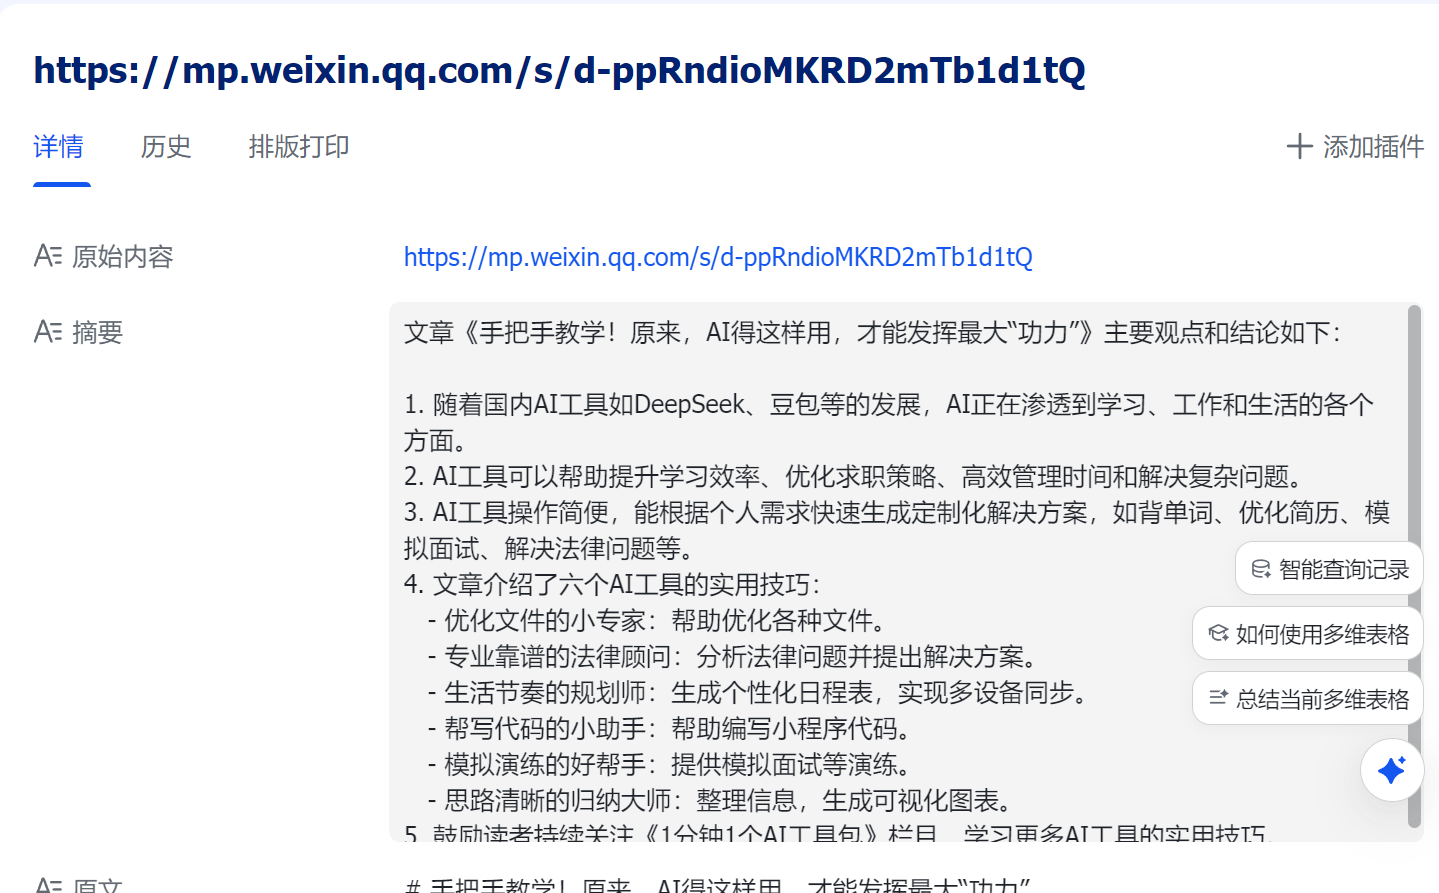 https://mp.weixin.qq.com/s/d-ppRndioMKRD2mTb1d1tQ
详情 历史 排版打印 添加插件
原始内容 https://mp.weixin.qq.com/s/d-ppRndioMKRD2mTb1d1tQ
摘要
文章《手把手教学！原来，AI得这样用，才能发挥最大“功力”》主要观点和结论如下：
1. 随着国内AI工具如DeepSeek、豆包等的发展，AI正在渗透到学习、工作和生活的各个
方面。
2. AI工具可以帮助提升学习效率、优化求职策略、高效管理时间和解决复杂问题。
3. AI工具操作简便，能根据个人需求快速生成定制化解决方案，如背单词、优化简历、模
拟面试、解决法律问题等。
4. 文章介绍了六个AI工具的实用技巧：
- 优化文件的小专家：帮助优化各种文件。
- 专业靠谱的法律顾问：分析法律问题并提出解决方案。
- 生活节奏的规划师：生成个性化日程表，实现多设备同步。
- 帮写代码的小助手：帮助编写小程序代码。
- 模拟演练的好帮手：提供模拟面试等演练。
- 思路清晰的归纳大师：整理信息，生成可视化图表。
5. 鼓励读者持续关注《1分钟1个AI工具包》栏目，学习更多AI工具的实用技巧。
智能查询记录
如何使用多维表格
总结当前多维表格
原文 # 手把手教学！原来，AI得这样用，才能发挥最大“功力”